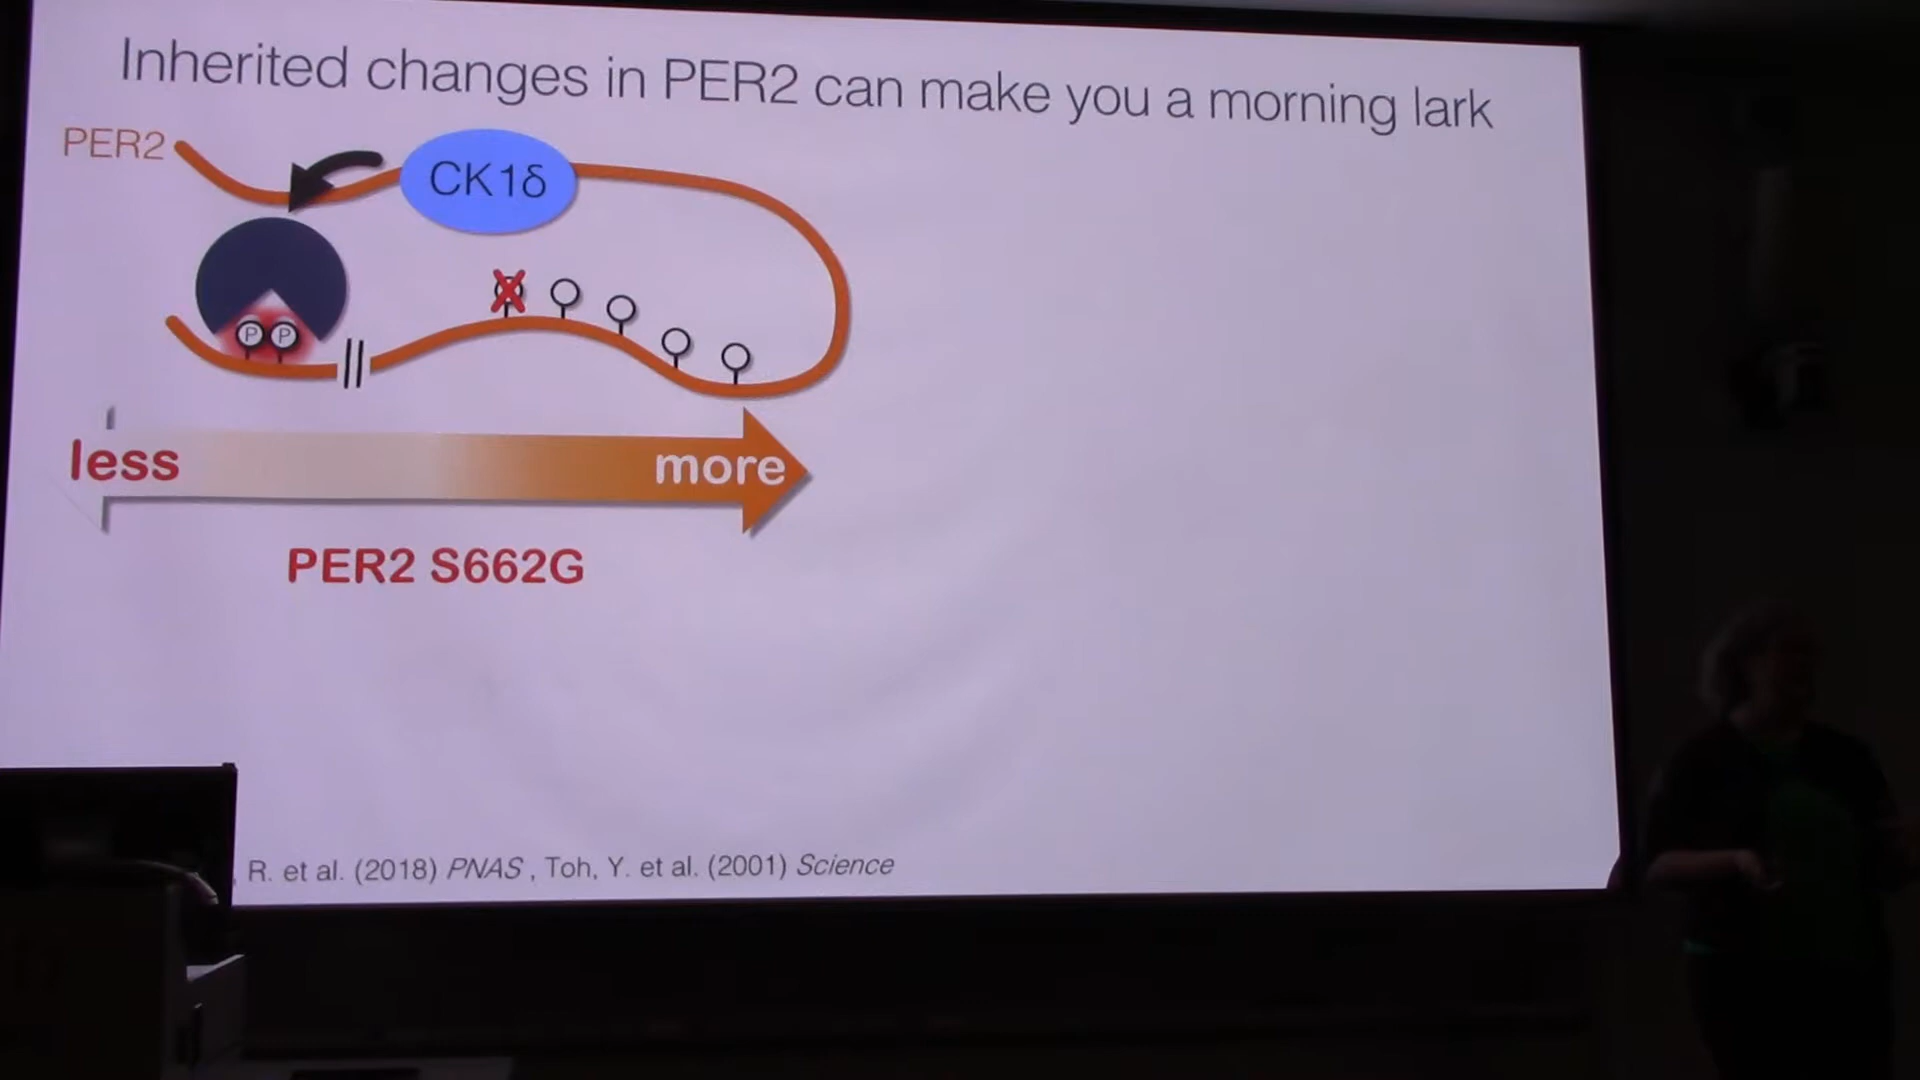 Inherited changes in PER2 can make you a morning lark
PER2
CK1δ
P P
less more
PER2 S662G
R. et al. (2018) PNAS , Toh, Y. et al. (2001) Science